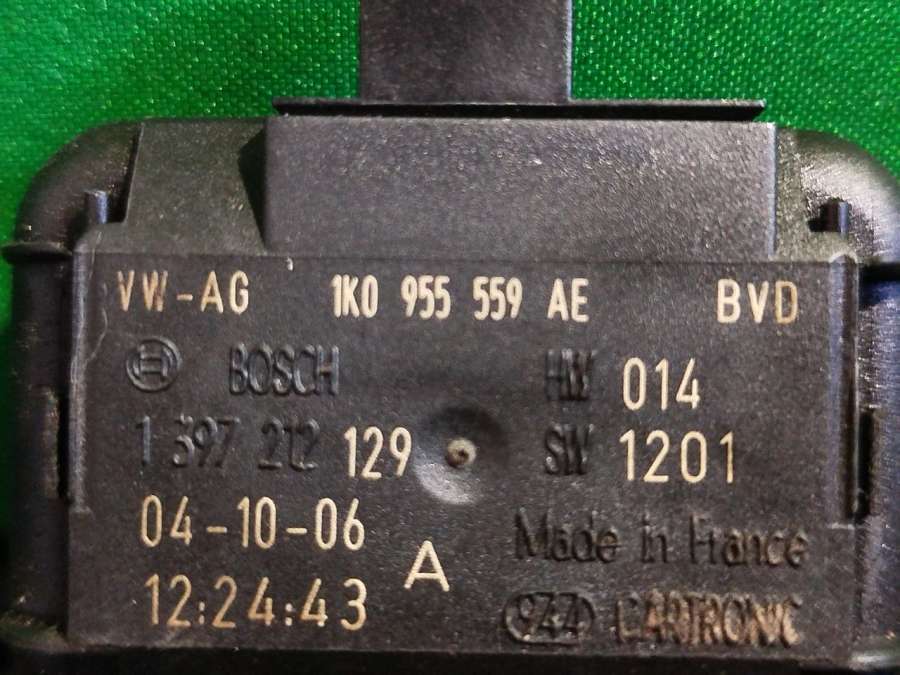 VW-AG 1K0 955 559 AE BVD
BOSCH HW 014
1 397 212 129 SW 1201
04-10-06 Made in France
12:24:43 A CARTRONIC